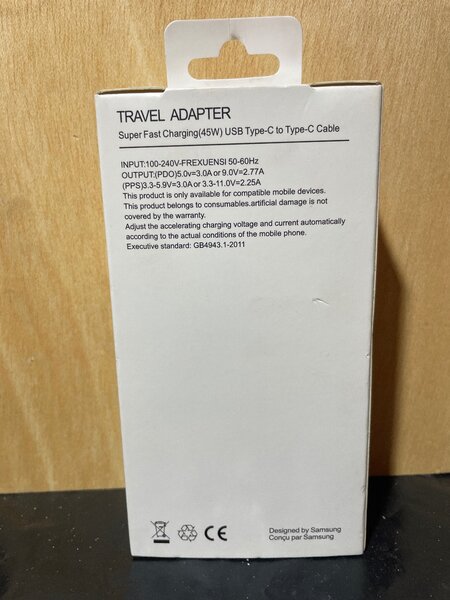 TRAVEL ADAPTER
Super Fast Charging(45W) USB Type-C to Type-C Cable
INPUT:100-240V-FREXUENSI 50-60Hz
OUTPUT:(PDO)5.0v=3.0A or 9.0V=2.77A
(PPS)3.3-5.9V=3.0A or 3.3-11.0V=2.25A
This product is only available for compatible mobile devices.
This product belongs to consumables.artificial damage is not
covered by the warranty.
Adjust the accelerating charging voltage and current automatically
according to the actual conditions of the mobile phone.
Executive standard: GB4943.1-2011
CE
Designed by Samsung
Conçu par Samsung